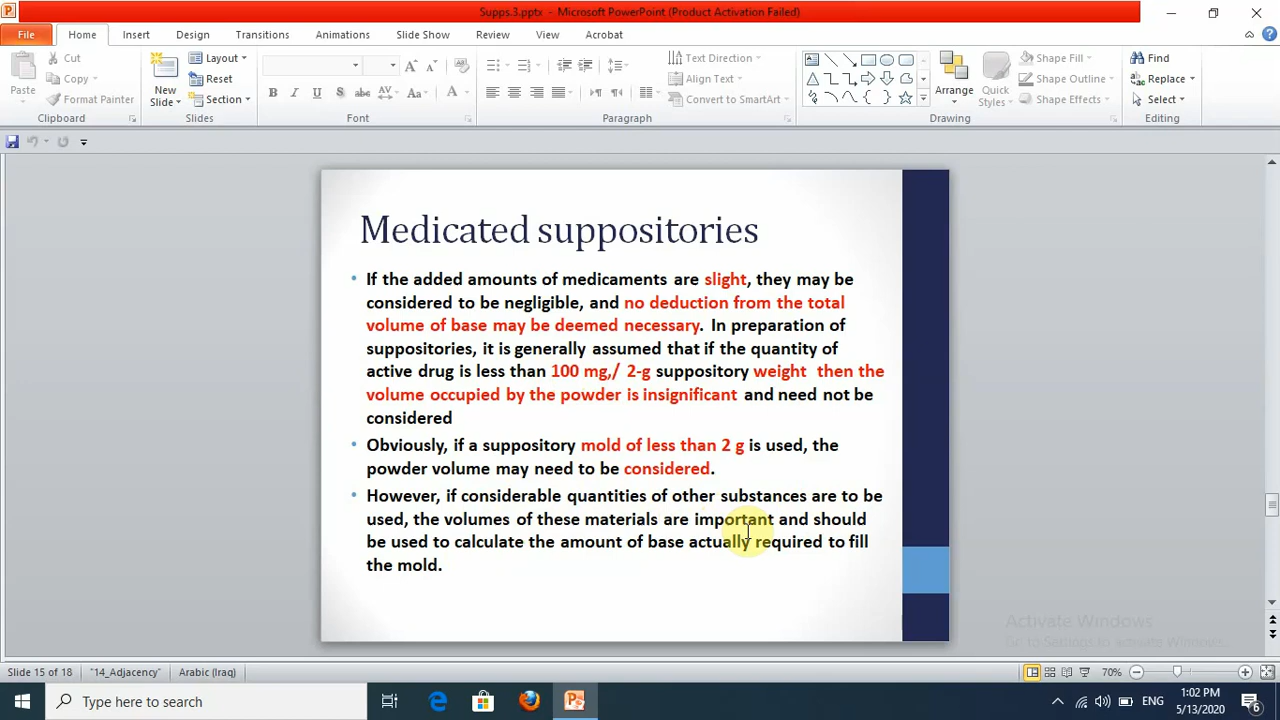 Supps.3.pptx - Microsoft PowerPoint (Product Activation Failed)
File Home Insert Design Transitions Animations Slide Show Review View Acrobat
Paste Cut Copy Format Painter Clipboard
New Slide Layout Reset Section Slides
B I U S abc AV Aa A Font
Text Direction Align Text Convert to SmartArt Paragraph
Arrange Quick Styles Shape Fill Shape Outline Shape Effects Drawing
Find Replace Select Editing
Medicated suppositories
• If the added amounts of medicaments are slight, they may be
considered to be negligible, and no deduction from the total
volume of base may be deemed necessary. In preparation of
suppositories, it is generally assumed that if the quantity of
active drug is less than 100 mg,/ 2-g suppository weight then the
volume occupied by the powder is insignificant and need not be
considered
• Obviously, if a suppository mold of less than 2 g is used, the
powder volume may need to be considered.
• However, if considerable quantities of other substances are to be
used, the volumes of these materials are important and should
be used to calculate the amount of base actually required to fill
the mold.
Activate Windows
Go to Settings to activate Windows.
Slide 15 of 18 "14_Adjacency" Arabic (Iraq) 70%
Type here to search ENG 1:02 PM
5/13/2020 6